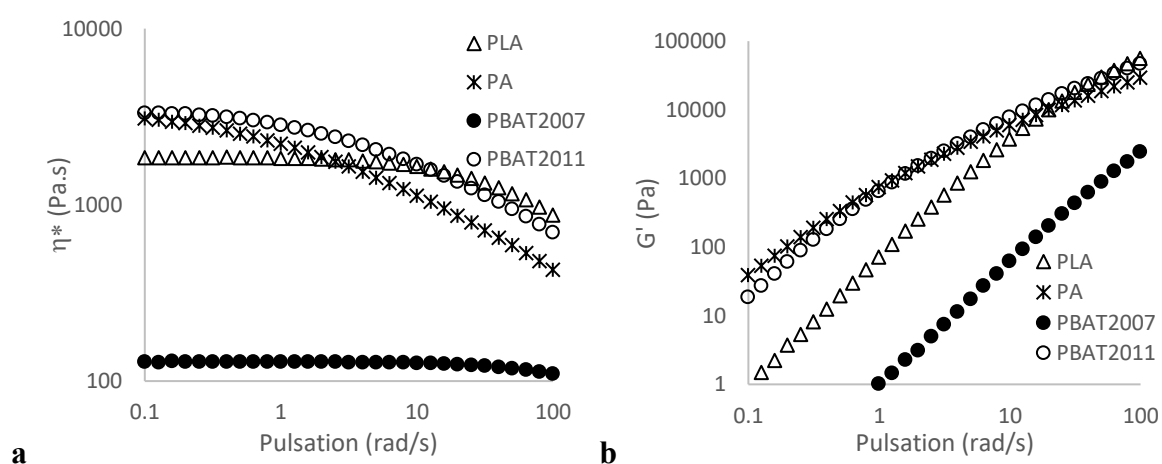 10000
1000
100
η* (Pa.s)
0.1 1 10 100
Pulsation (rad/s)
PLA
PA
PBAT2007
PBAT2011
a
100000
10000
1000
100
10
1
G' (Pa)
0.1 1 10 100
Pulsation (rad/s)
PLA
PA
PBAT2007
PBAT2011
b